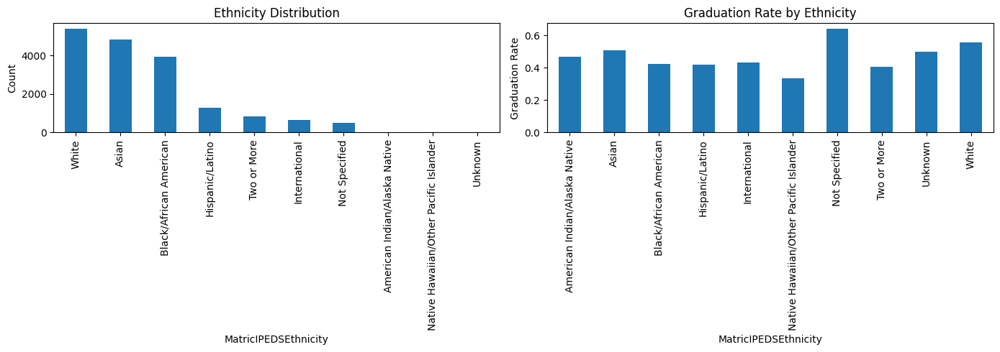 Ethnicity Distribution
Count
4000
2000
0
White
Asian
Black/African American
Hispanic/Latino
Two or More
International
Not Specified
American Indian/Alaska Native
Native Hawaiian/Other Pacific Islander
Unknown
MatricIPEDSEthnicity
Graduation Rate by Ethnicity
Graduation Rate
0.6
0.4
0.2
0.0
American Indian/Alaska Native
Asian
Black/African American
Hispanic/Latino
International
Native Hawaiian/Other Pacific Islander
Not Specified
Two or More
Unknown
White
MatricIPEDSEthnicity